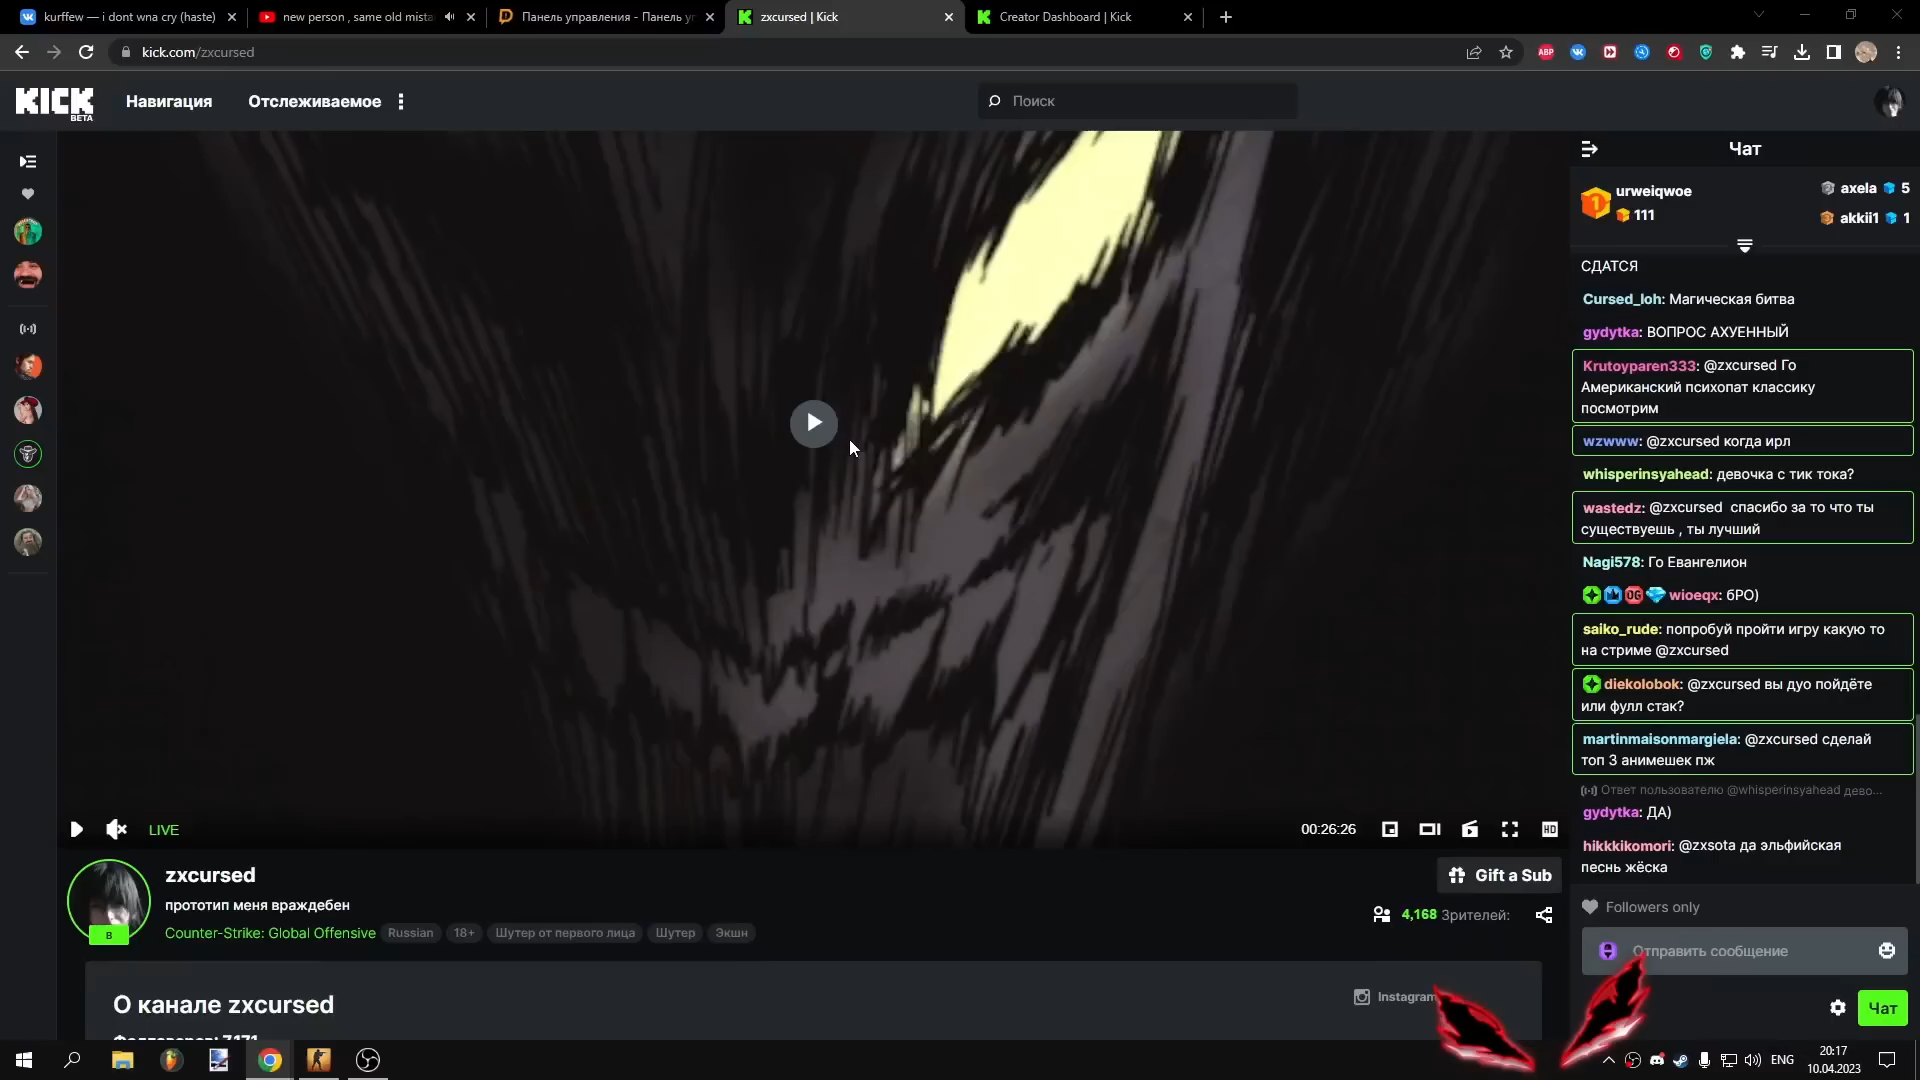 kurffew — i dont wna cry (haste)
new person , same old mista
Панель управления - Панель уг
zxcursed | Kick
Creator Dashboard | Kick
kick.com/zxcursed
ABP
KICK
BETA
Навигация
Отслеживаемое
Поиск
Чат
urweiqwoe
111
axela 5
akkii1 1
СДАТСЯ
Cursed_loh: Магическая битва
gydytka: ВОПРОС АХУЕННЫЙ
Krutoyparen333: @zxcursed Го
Американский психопат классику
посмотрим
wzwww: @zxcursed когда ирл
whisperinsyahead: девочка с тик тока?
wastedz: @zxcursed спасибо за то что ты
существуешь , ты лучший
Nagi578: Го Евангелион
OG wioeqx: бРО)
saiko_rude: попробуй пройти игру какую то
на стриме @zxcursed
diekolobok: @zxcursed вы дуо пойдёте
или фулл стак?
martinmaisonmargiela: @zxcursed сделай
топ 3 анимешек пж
Ответ пользователю @whisperinsyahead дево...
gydytka: ДА)
hikkkikomori: @zxsota да эльфийская
песнь жёска
Followers only
Отправить сообщение
Чат
LIVE
00:26:26
HD
zxcursed
прототип меня враждебен
Counter-Strike: Global Offensive Russian 18+ Шутер от первого лица Шутер Экшн
В
Gift a Sub
4,168 Зрителей:
О канале zxcursed
Instagram
Фолловеров: 7171
ENG
20:17
10.04.2023